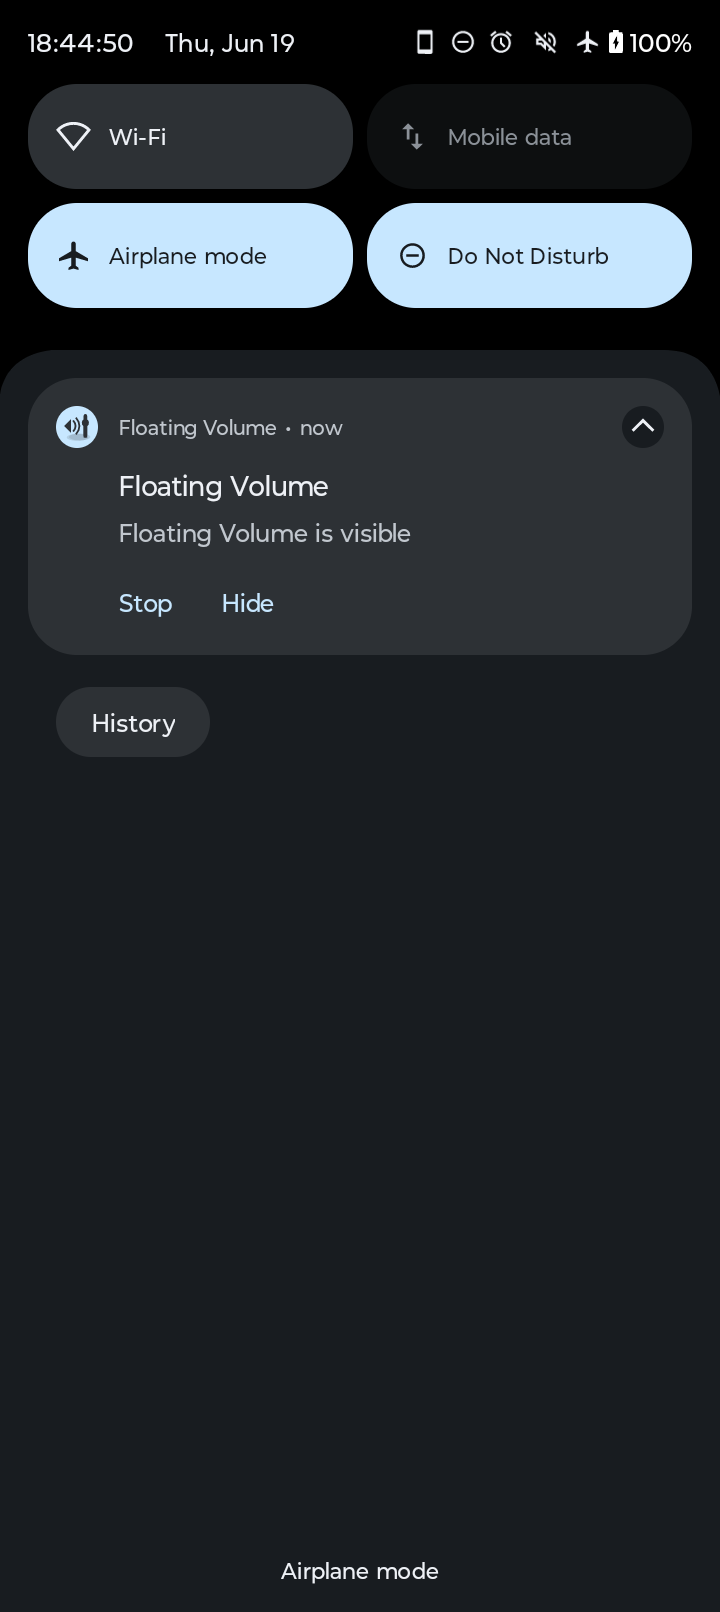 18:44:50 Thu, Jun 19 100%
Wi-Fi Mobile data
Airplane mode Do Not Disturb
Floating Volume • now
Floating Volume
Floating Volume is visible
Stop Hide
History
Airplane mode